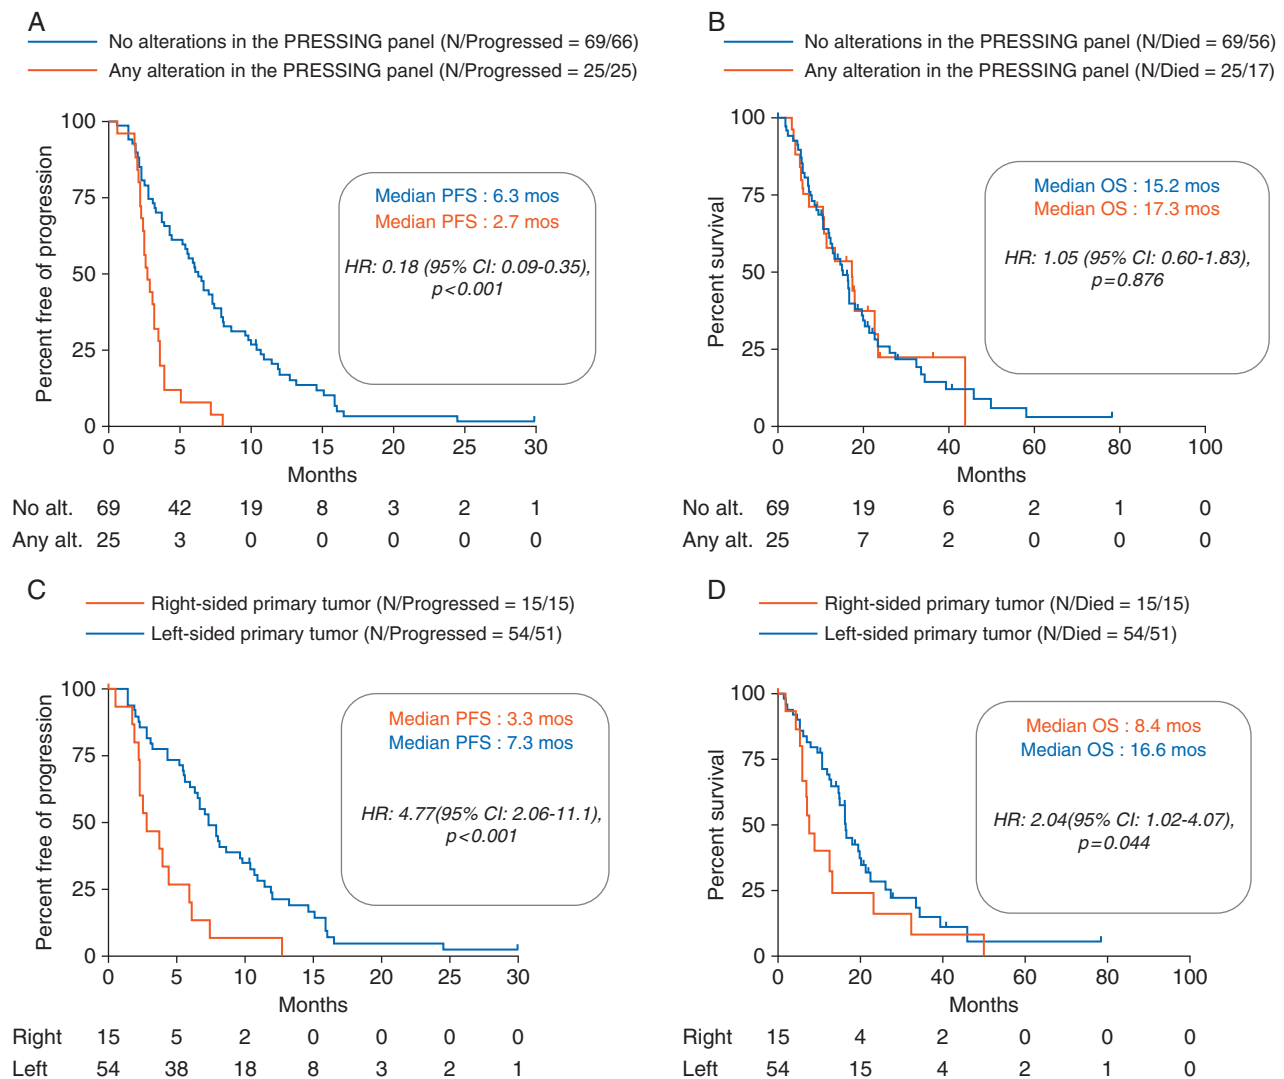 A
No alterations in the PRESSING panel (N/Progressed = 69/66)
Any alteration in the PRESSING panel (N/Progressed = 25/25)
Percent free of progression
100
75
50
25
0
Median PFS : 6.3 mos
Median PFS : 2.7 mos
HR: 0.18 (95% CI: 0.09-0.35),
p<0.001
0 5 10 15 20 25 30
Months
No alt. 69 42 19 8 3 2 1
Any alt. 25 3 0 0 0 0 0
B
No alterations in the PRESSING panel (N/Died = 69/56)
Any alteration in the PRESSING panel (N/Died = 25/17)
Percent survival
100
75
50
25
0
Median OS : 15.2 mos
Median OS : 17.3 mos
HR: 1.05 (95% CI: 0.60-1.83),
p=0.876
0 20 40 60 80 100
Months
No alt. 69 19 6 2 1 0
Any alt. 25 7 2 0 0 0
C
Right-sided primary tumor (N/Progressed = 15/15)
Left-sided primary tumor (N/Progressed = 54/51)
Percent free of progression
100
75
50
25
0
Median PFS : 3.3 mos
Median PFS : 7.3 mos
HR: 4.77(95% CI: 2.06-11.1),
p<0.001
0 5 10 15 20 25 30
Months
Right 15 5 2 0 0 0 0
Left 54 38 18 8 3 2 1
D
Right-sided primary tumor (N/Died = 15/15)
Left-sided primary tumor (N/Died = 54/51)
Percent survival
100
75
50
25
0
Median OS : 8.4 mos
Median OS : 16.6 mos
HR: 2.04(95% CI: 1.02-4.07),
p=0.044
0 20 40 60 80 100
Months
Right 15 4 2 0 0 0
Left 54 15 4 2 1 0